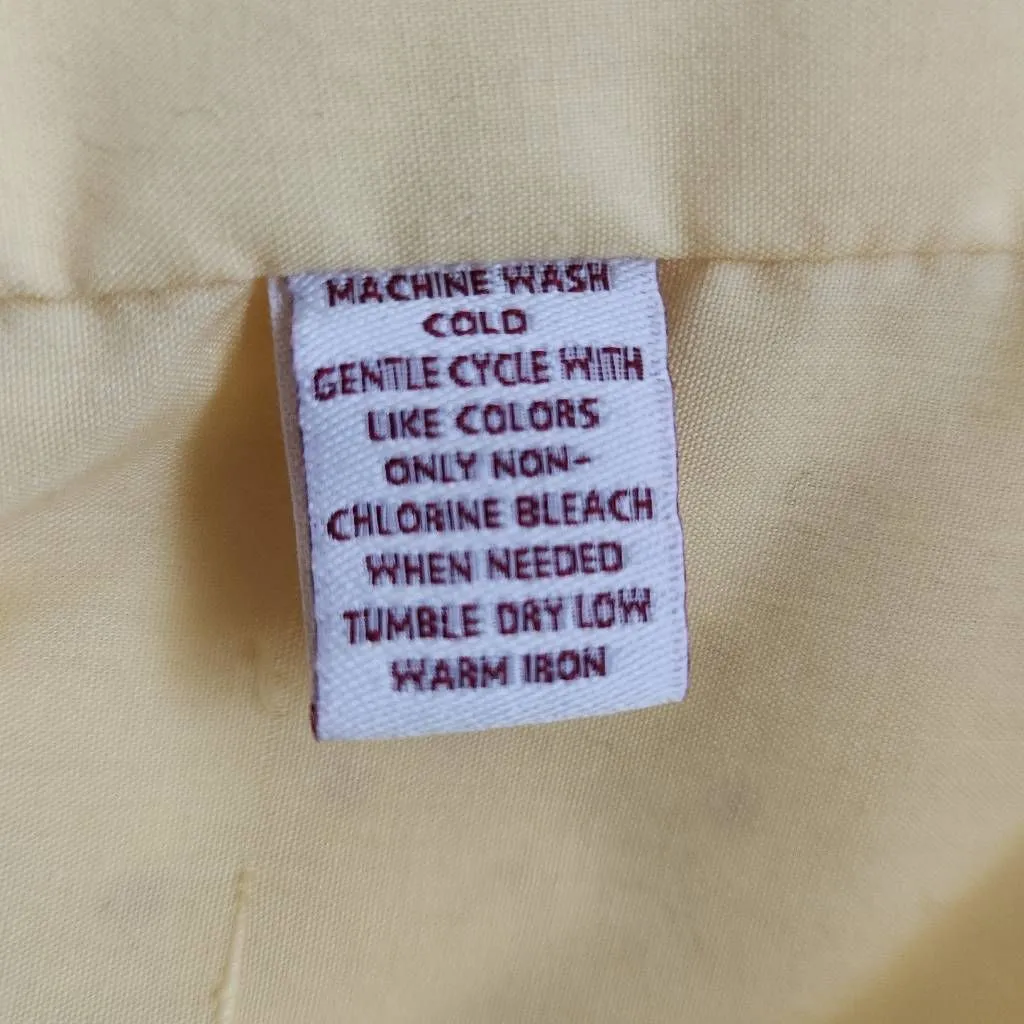 MACHINE WASH
COLD
GENTLE CYCLE WITH
LIKE COLORS
ONLY NON-
CHLORINE BLEACH
WHEN NEEDED
TUMBLE DRY LOW
WARM IRON